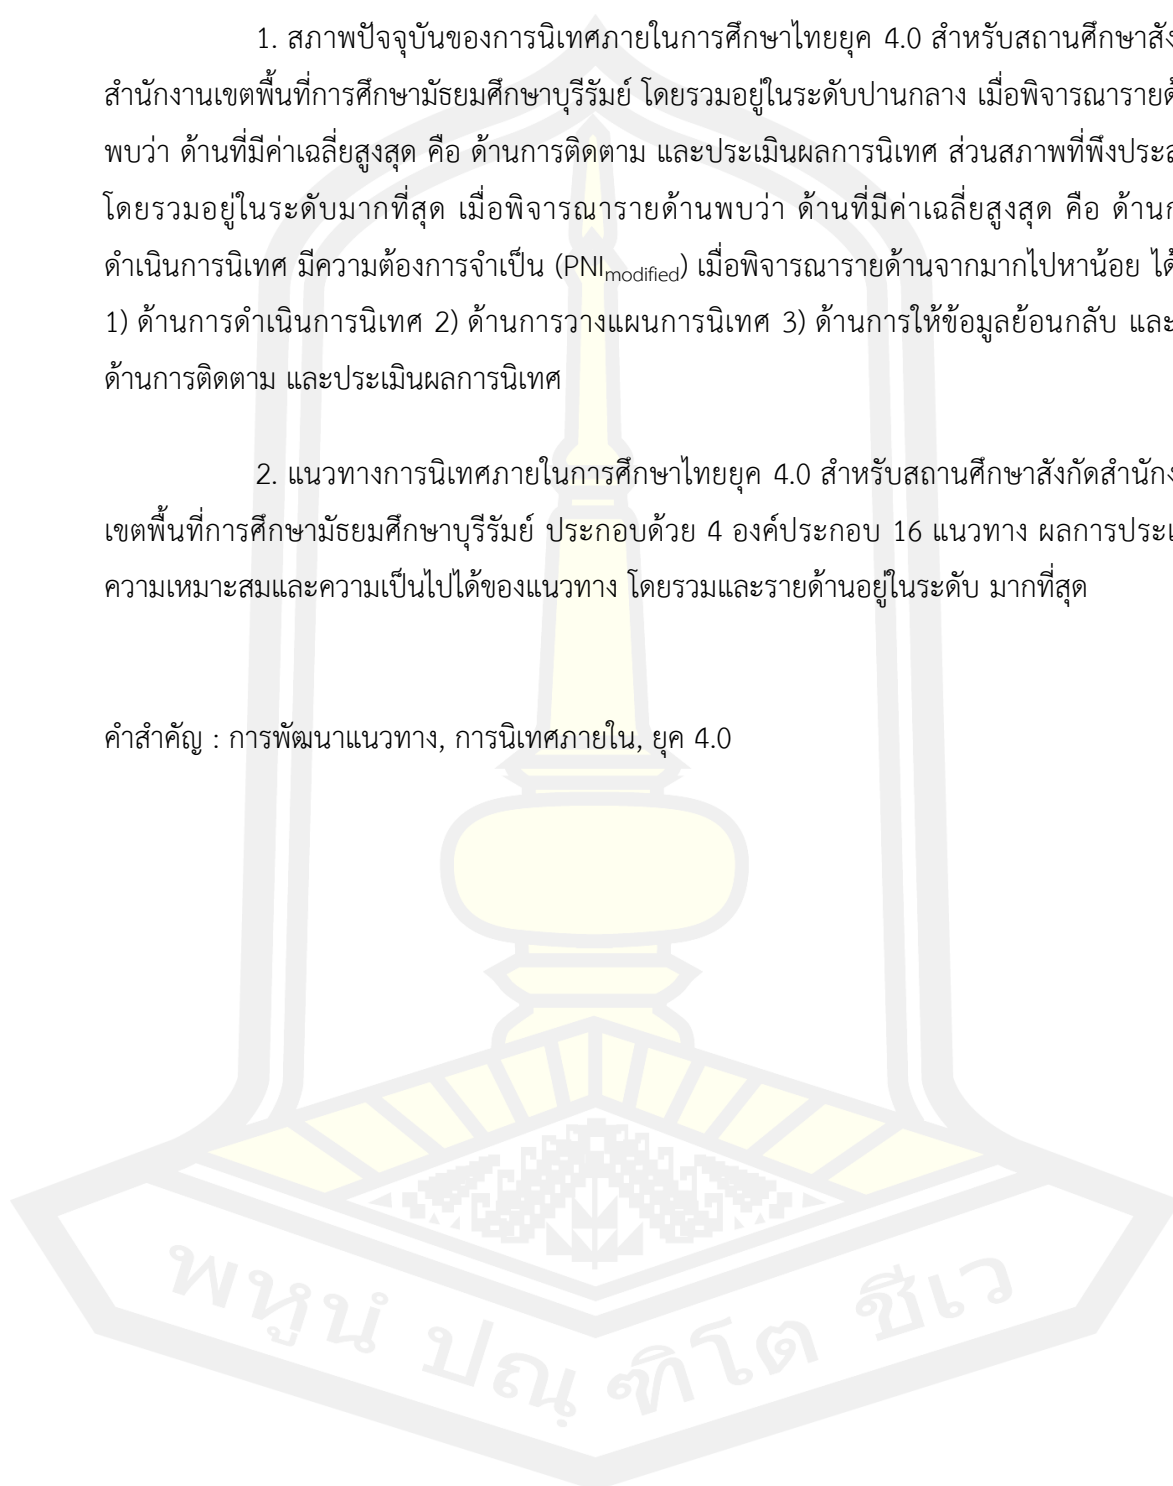 1. สภาพปัจจุบันของการนิเทศภายในการศึกษาไทยยุค 4.0 สำหรับสถานศึกษา
สำนักงานเขตพื้นที่การศึกษามัธยมศึกษาบุรีรัมย์ โดยรวมอยู่ในระดับปานกลาง เมื่อพิจารณา
พบว่า ด้านที่มีค่าเฉลี่ยสูงสุด คือ ด้านการติดตาม และประเมินผลการนิเทศ ส่วนสภาพที่
โดยรวมอยู่ในระดับมากที่สุด เมื่อพิจารณารายด้านพบว่า ด้านที่มีค่าเฉลี่ยสูงสุด คือ ด้าน
ดำเนินการนิเทศ มีความต้องการจำเป็น (PNI modified) เมื่อพิจารณารายด้านจากมากไปหาน้อย
1) ด้านการดำเนินการนิเทศ 2) ด้านการวางแผนการนิเทศ 3) ด้านการให้ข้อมูลย้อนกลับ และ
ด้านการติดตาม และประเมินผลการนิเทศ
2. แนวทางการนิเทศภายในการศึกษาไทยยุค 4.0 สำหรับสถานศึกษาสังกัด
เขตพื้นที่การศึกษามัธยมศึกษาบุรีรัมย์ ประกอบด้วย 4 องค์ประกอบ 16 แนวทาง ผลการ
ความเหมาะสมและความเป็นไปได้ของแนวทาง โดยรวมและรายด้านอยู่ในระดับ มากที่สุด
คำสำคัญ : การพัฒนาแนวทาง, การนิเทศภายใน, ยุค 4.0
พหูนํ ปณฺฑิโต ชีเว